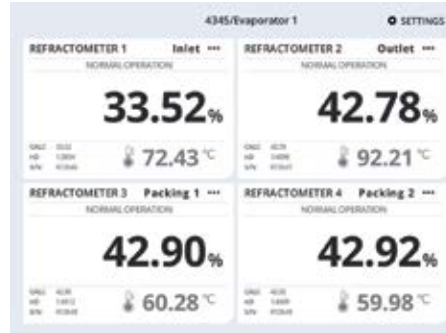 4345/Evaporator 1 SETTINGS
REFRACTOMETER 1 Inlet ···
NORMAL OPERATION
33.52%
72.43 °C
REFRACTOMETER 2 Outlet ···
NORMAL OPERATION
42.78%
92.21 °C
REFRACTOMETER 3 Packing 1 ···
NORMAL OPERATION
42.90%
60.28 °C
REFRACTOMETER 4 Packing 2 ···
NORMAL OPERATION
42.92%
59.98 °C